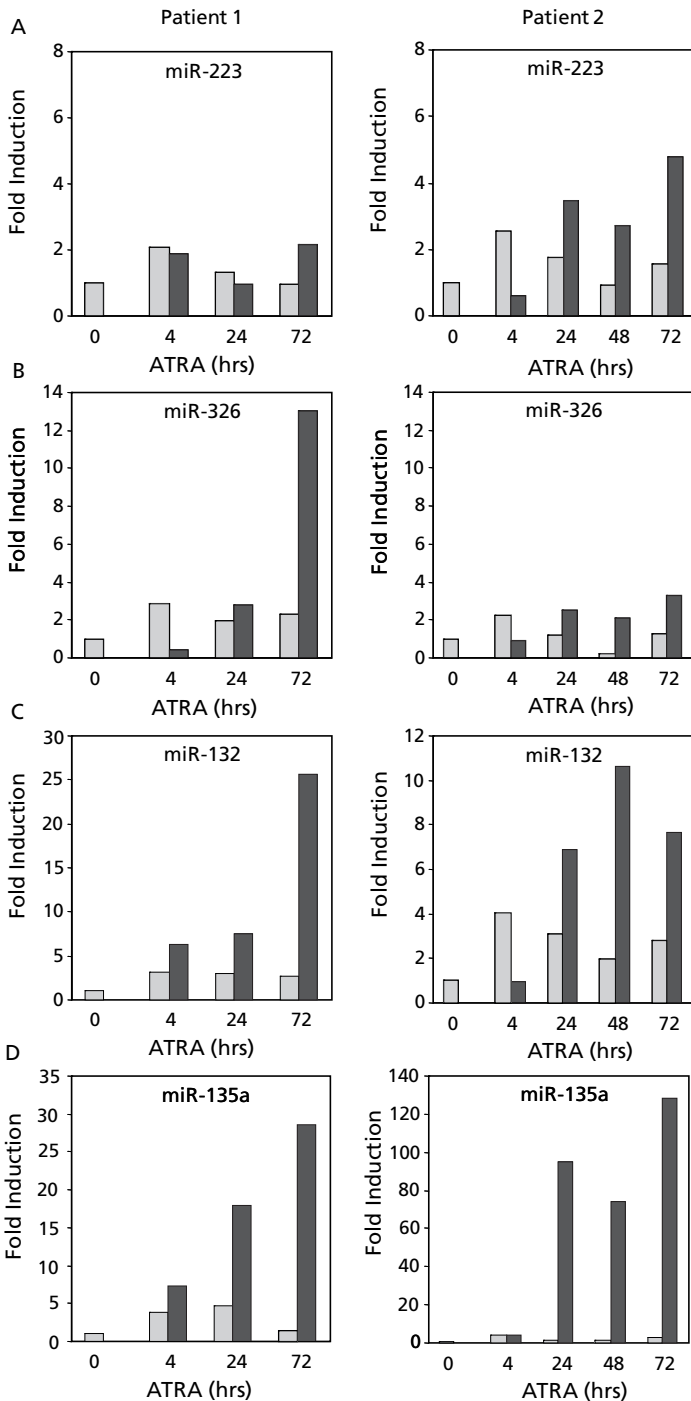 Patient 1
Patient 2
A
miR-223
Fold Induction
8
6
4
2
0
0 4 24 72
ATRA (hrs)
miR-223
Fold Induction
8
6
4
2
0
0 4 24 48 72
ATRA (hrs)
B
miR-326
Fold Induction
14
12
10
8
6
4
2
0
0 4 24 72
ATRA (hrs)
miR-326
Fold Induction
14
12
10
8
6
4
2
0
0 4 24 48 72
ATRA (hrs)
C
miR-132
Fold Induction
30
25
20
15
10
5
0
0 4 24 72
ATRA (hrs)
miR-132
Fold Induction
12
10
8
6
4
2
0
0 4 24 48 72
ATRA (hrs)
D
miR-135a
Fold Induction
35
30
25
20
15
10
5
0
0 4 24 72
ATRA (hrs)
miR-135a
Fold Induction
140
120
100
80
60
40
20
0
0 4 24 48 72
ATRA (hrs)